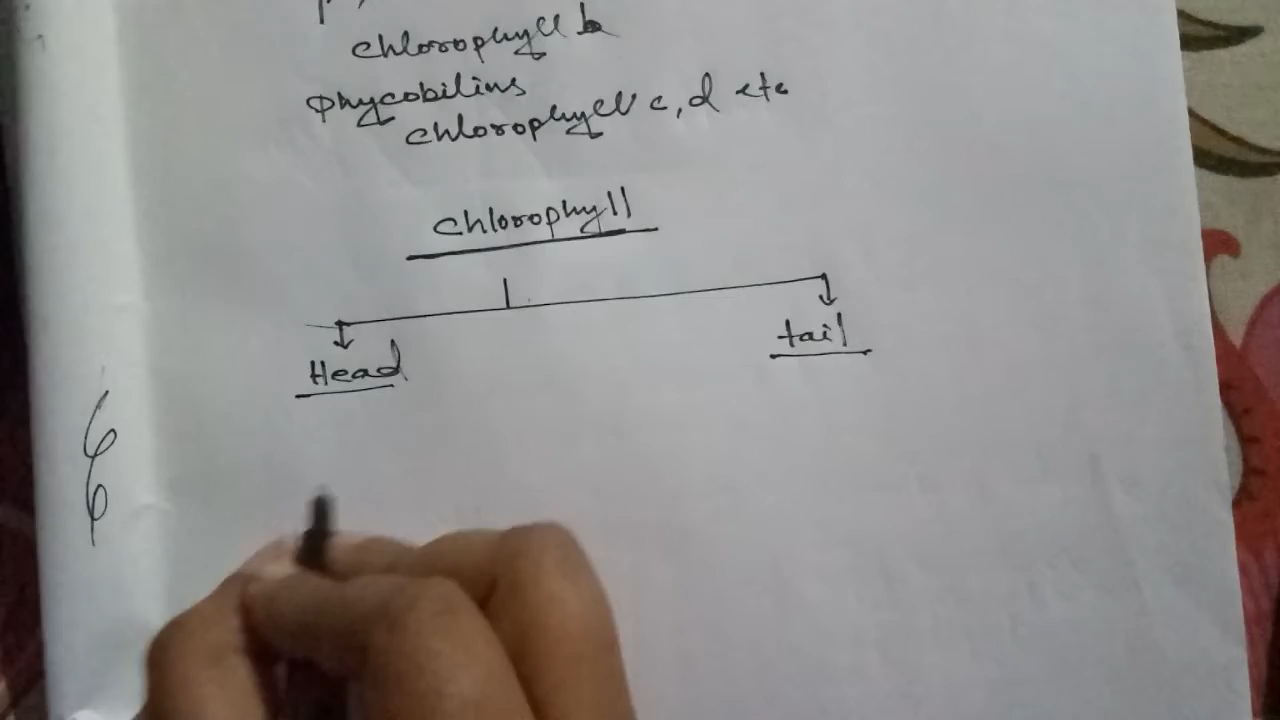 chlorophyll b
phycobilins
chlorophyll c, d etc
chlorophyll
Head
tail